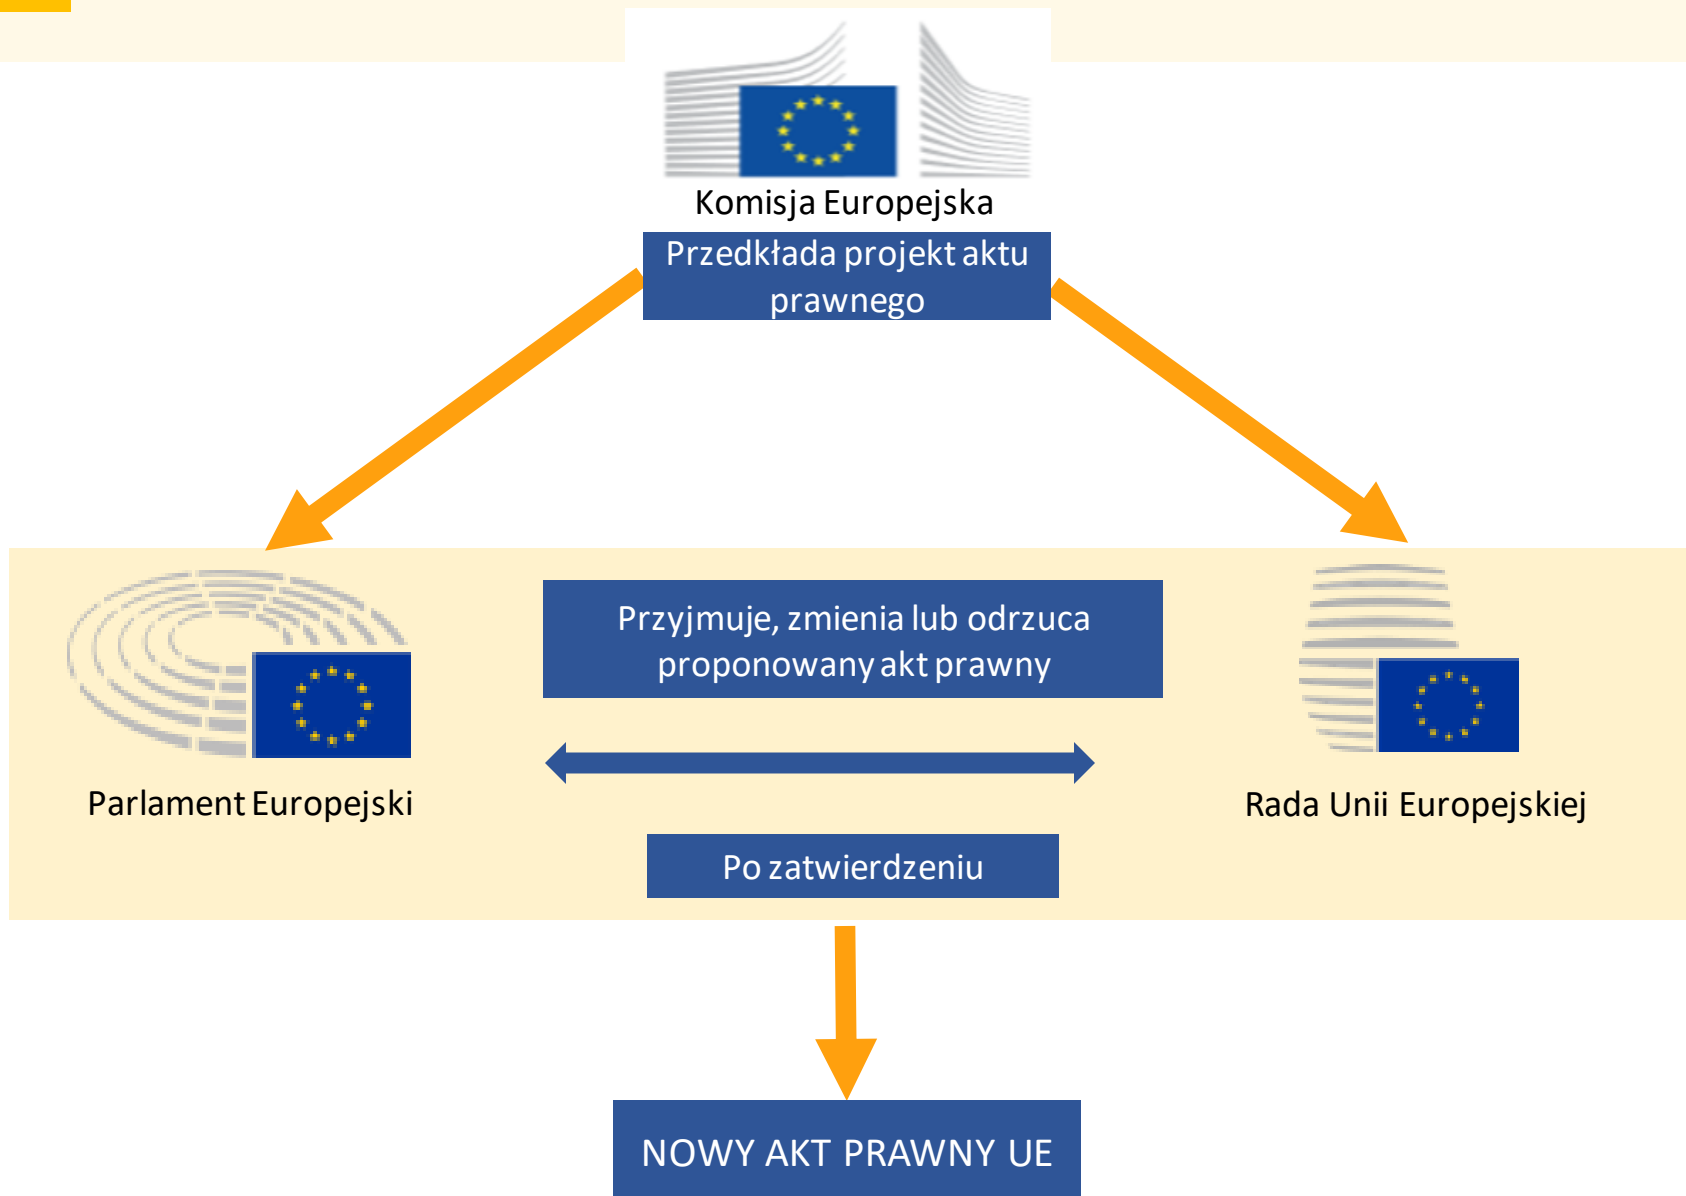 Komisja Europejska
Przedkłada projekt aktu
prawnego
Przyjmuje, zmienia lub odrzuca
proponowany akt prawny
Parlament Europejski
Rada Unii Europejskiej
Po zatwierdzeniu
NOWY AKT PRAWNY UE